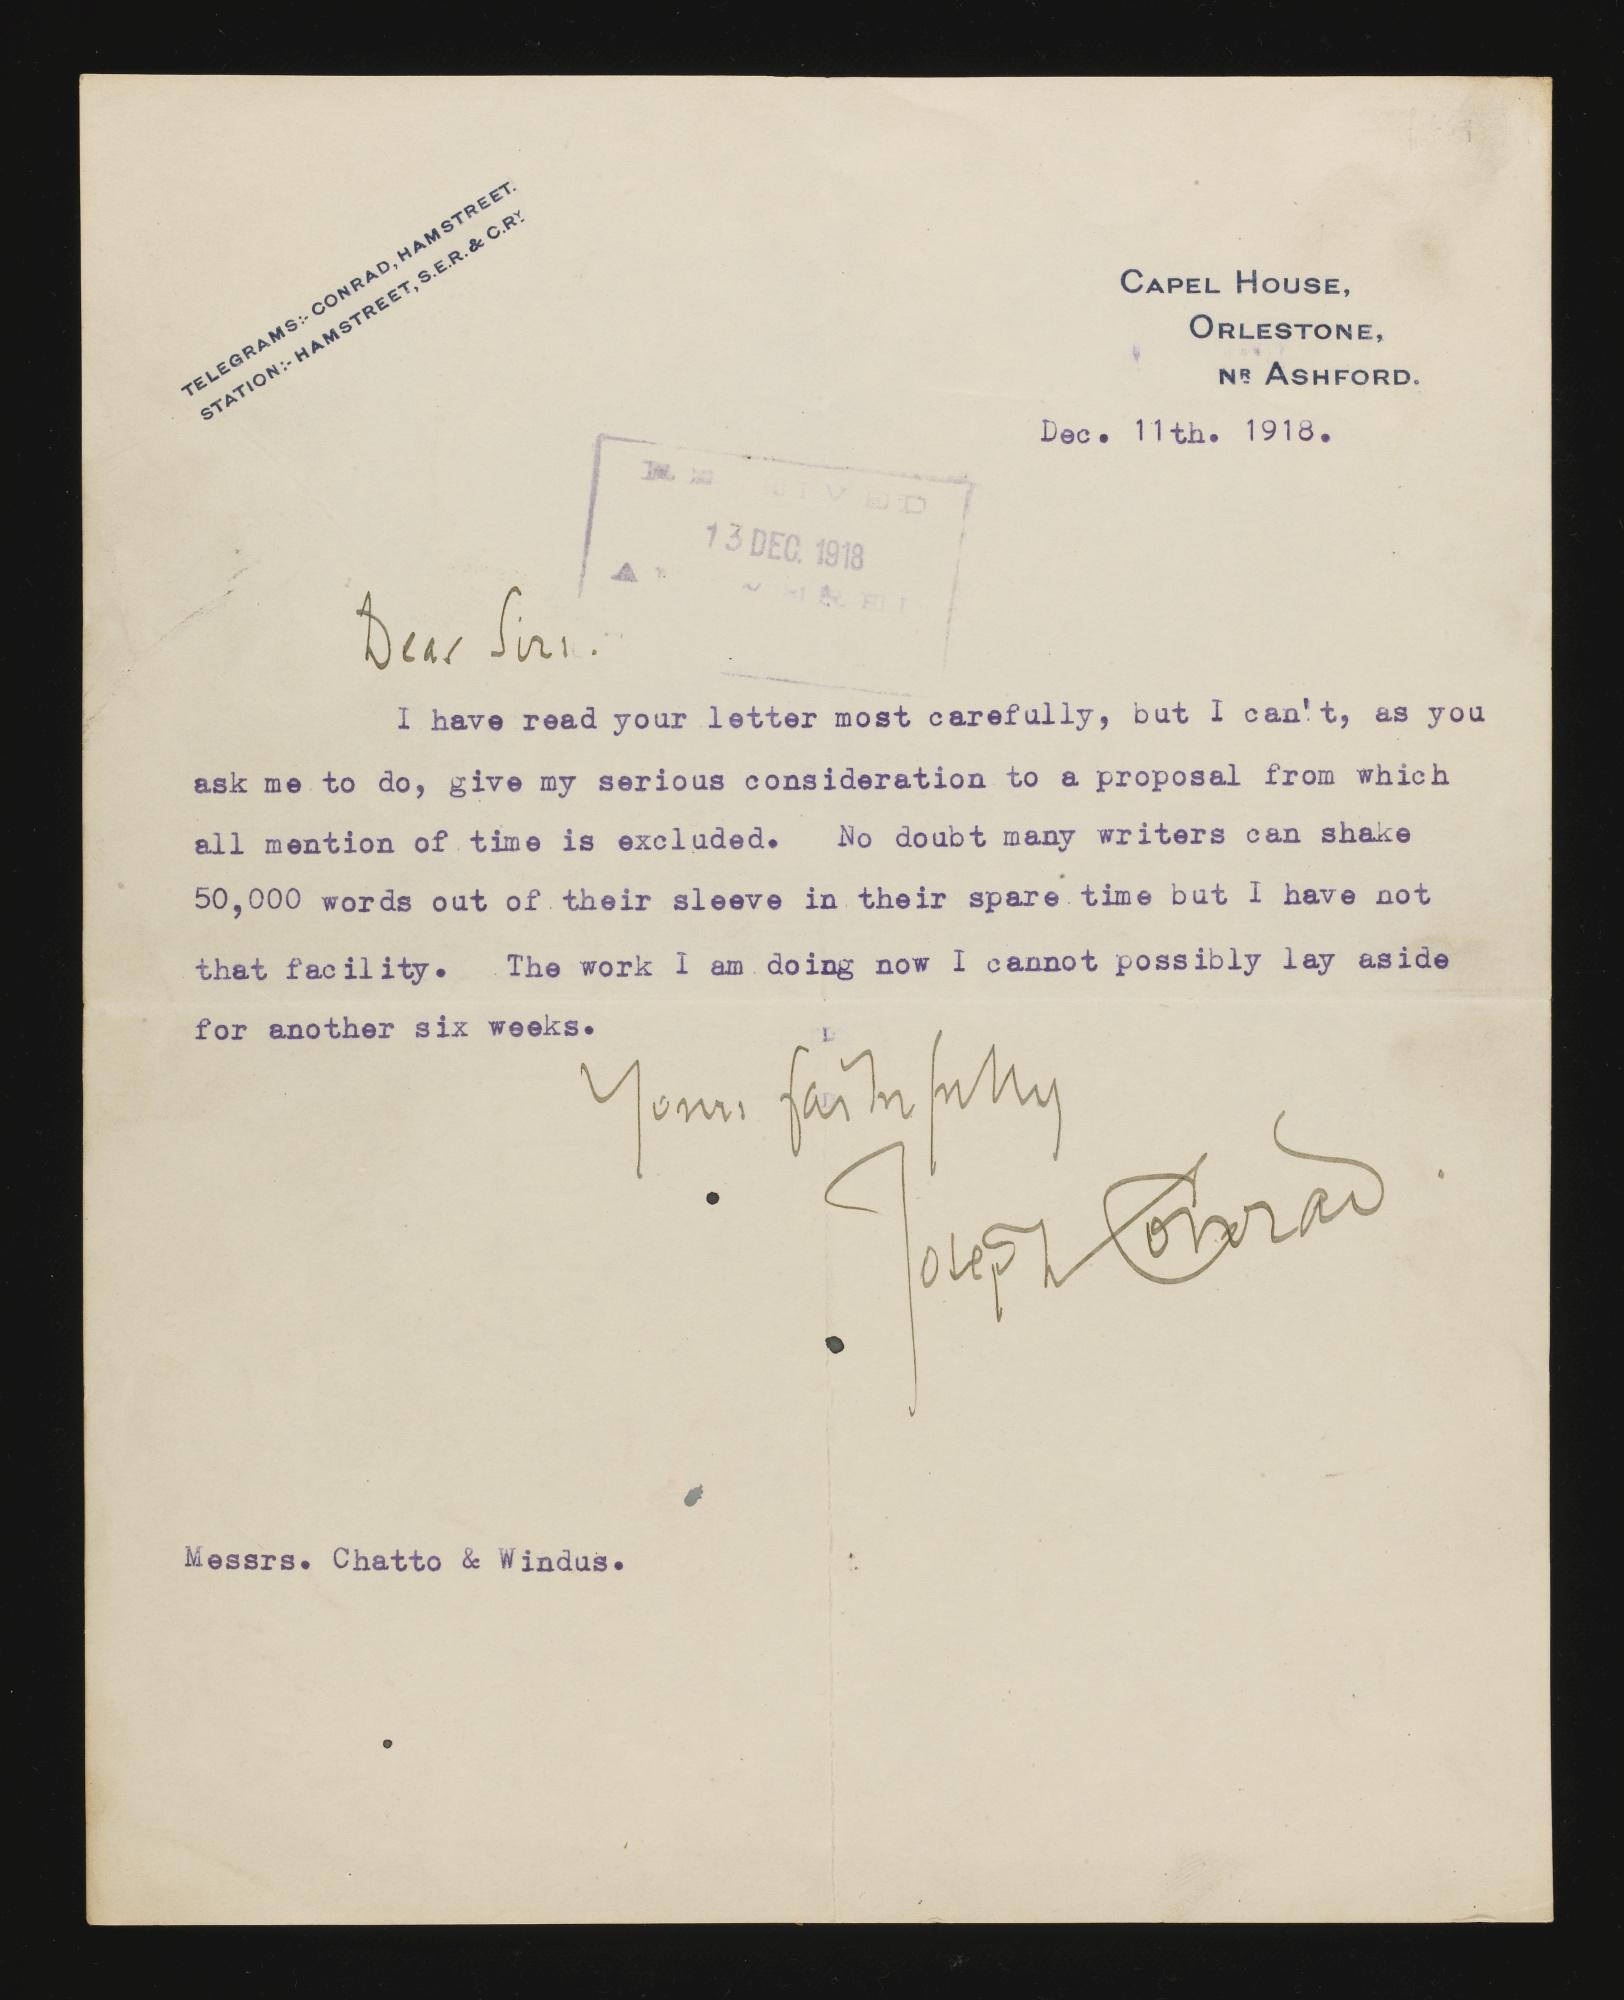 TELEGRAMS:- CONRAD, HAMSTREET.
STATION:- HAMSTREET, S.E.R. & C.RY.
CAPEL HOUSE,
ORLESTONE,
NR ASHFORD.
Dec. 11th. 1918.
13 DEC. 1918
Dear Sirs.
I have read your letter most carefully, but I can't, as you
ask me to do, give my serious consideration to a proposal from which
all mention of time is excluded. No doubt many writers can shake
50,000 words out of their sleeve in their spare time but I have not
that facility. The work I am doing now I cannot possibly lay aside
for another six weeks.
Yours faithfully
Joseph Conrad.
Messrs. Chatto & Windus.